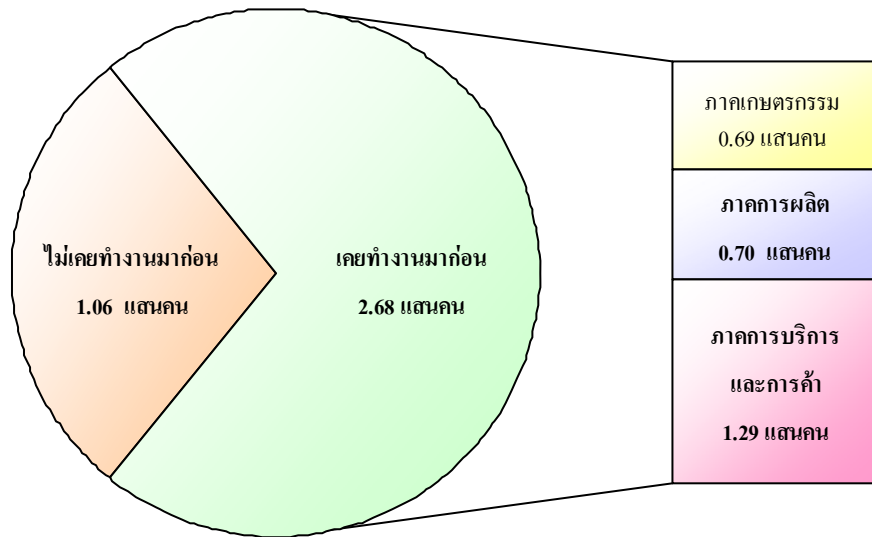 ไม่เคยทำงานมาก่อน
1.06 แสนคน
เคยทำงานมาก่อน
2.68 แสนคน
ภาคเกษตรกรรม
0.69 แสนคน
ภาคการผลิต
0.70 แสนคน
ภาคการบริการ
และการค้า
1.29 แสนคน